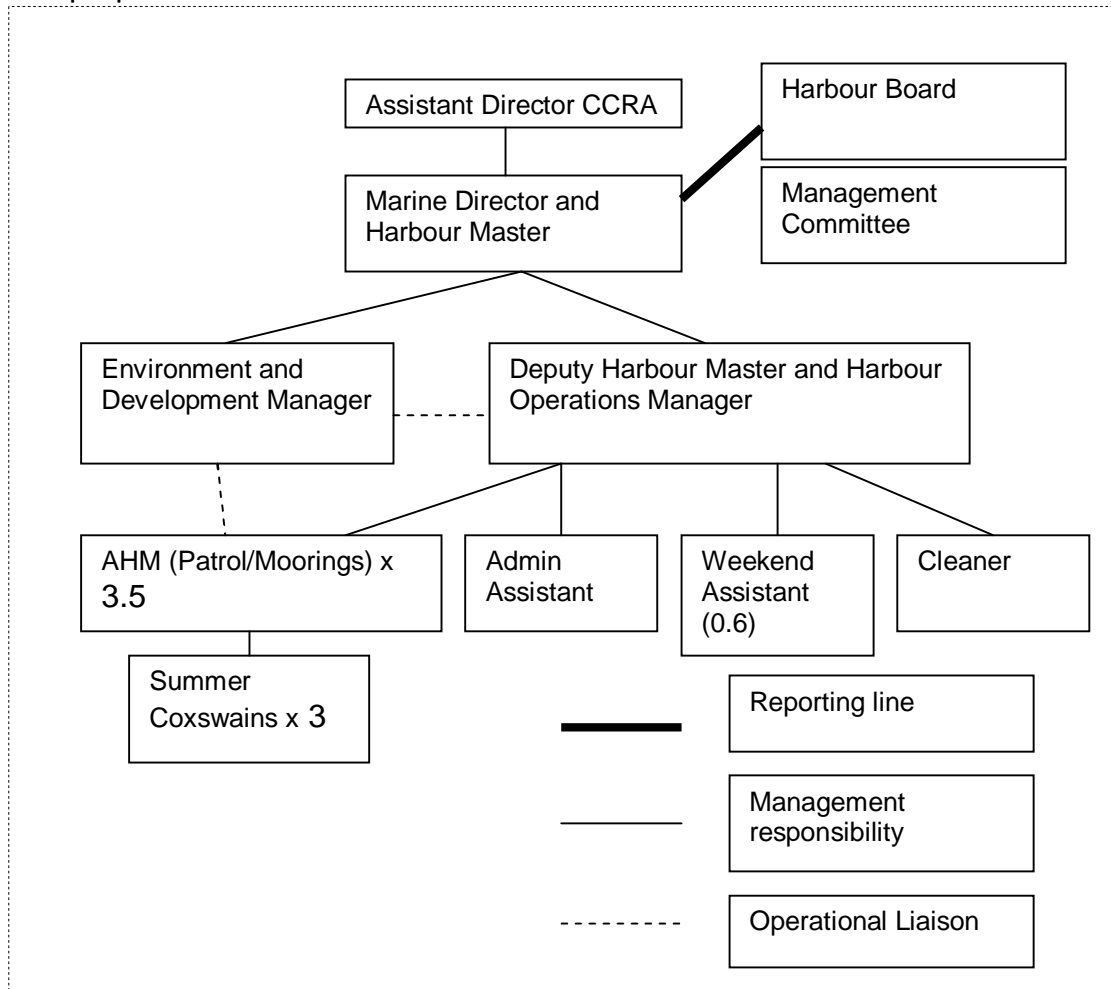 Assistant Director CCRA
Harbour Board
Marine Director and
Harbour Master
Management
Committee
Environment and
Development Manager
Deputy Harbour Master and Harbour
Operations Manager
AHM (Patrol/Moorings) x
3.5
Admin
Assistant
Weekend
Assistant
(0.6)
Cleaner
Summer
Coxswains x 3
Reporting line
Management
responsibility
Operational Liaison